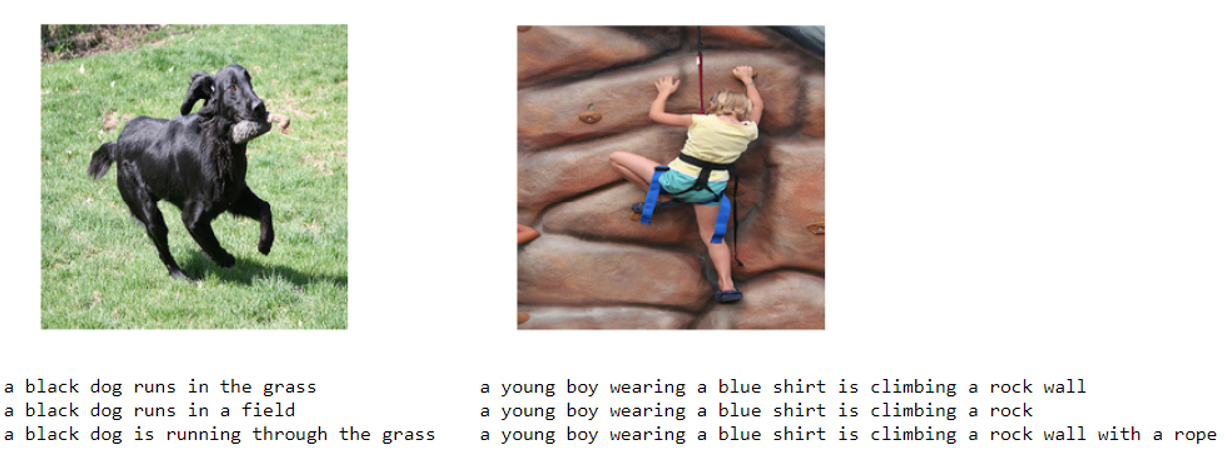 a black dog runs in the grass
a black dog runs in a field
a black dog is running through the grass
a young boy wearing a blue shirt is climbing a rock wall
a young boy wearing a blue shirt is climbing a rock
a young boy wearing a blue shirt is climbing a rock wall with a rope